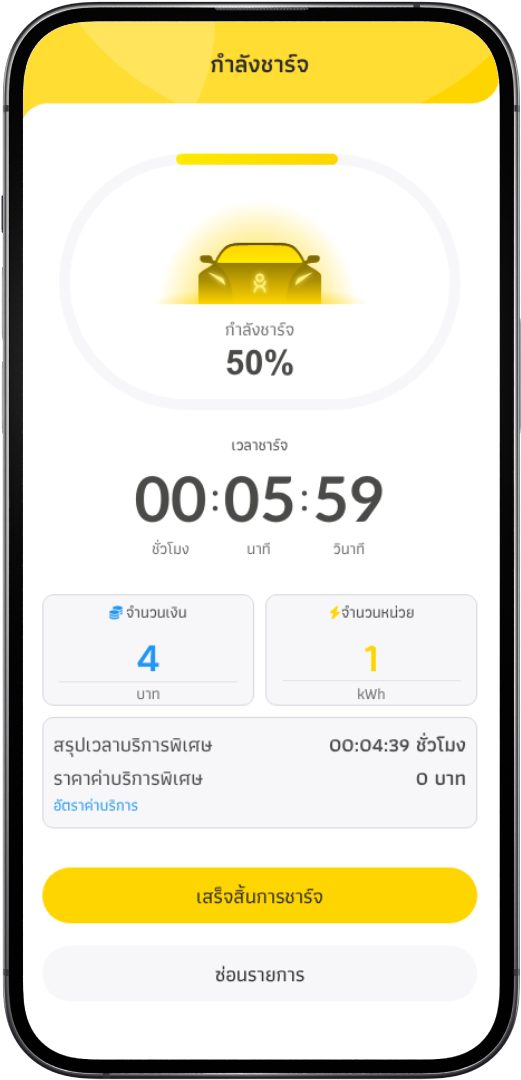 กำลังชาร์จ
กำลังชาร์จ
50%
เวลาชาร์จ
00:05:59
ชั่วโมง นาที วินาที
จำนวนเงิน
4
บาท
จำนวนหน่วย
1
kWh
สรุปเวลาบริการพิเศษ 00:04:39 ชั่วโมง
ราคาค่าบริการพิเศษ 0 บาท
อัตราค่าบริการ
เสร็จสิ้นการชาร์จ
ซ่อนรายการ